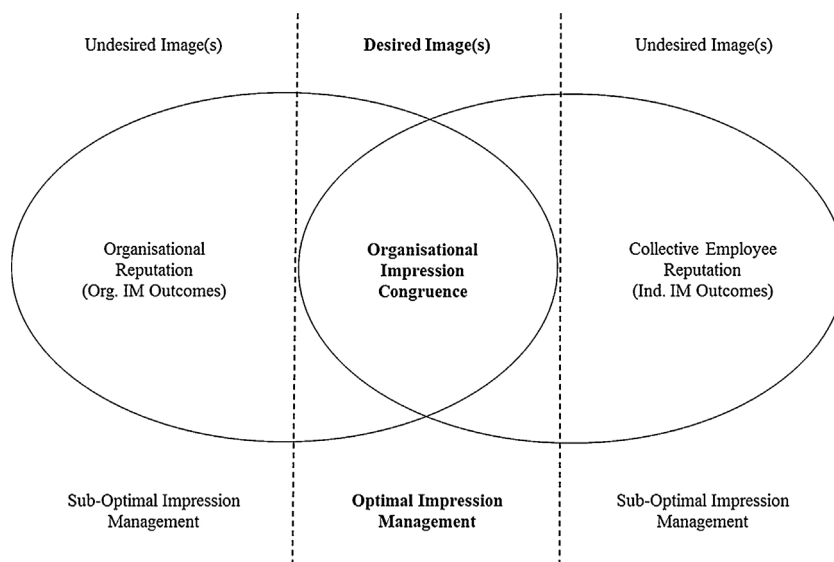 Undesired Image(s)
Desired Image(s)
Undesired Image(s)
Organisational
Reputation
(Org. IM Outcomes)
Organisational
Impression
Congruence
Collective Employee
Reputation
(Ind. IM Outcomes)
Sub-Optimal Impression
Management
Optimal Impression
Management
Sub-Optimal Impression
Management